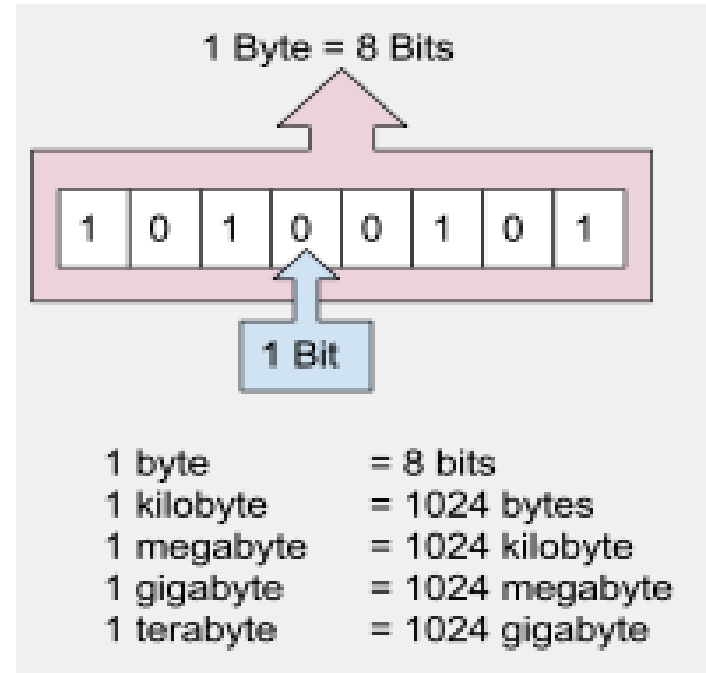 1 Byte = 8 Bits
1 0 1 0 0 1 0 1
1 Bit
1 byte = 8 bits
1 kilobyte = 1024 bytes
1 megabyte = 1024 kilobyte
1 gigabyte = 1024 megabyte
1 terabyte = 1024 gigabyte